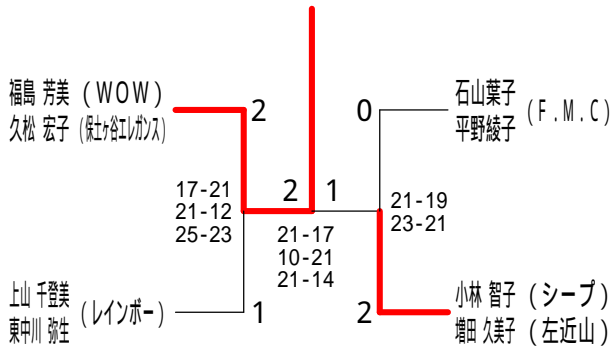 福島 芳美 (WOW)
久松 宏子 (保土ヶ谷エレガンス)
2
0
石山葉子
平野綾子
(F.M.C)
17-21
21-12
25-23
2
1
21-17
10-21
21-14
21-19
23-21
上山 千登美
東中川 弥生
(レインボー)
1
2
小林 智子 (シープ)
増田 久美子 (左近山)